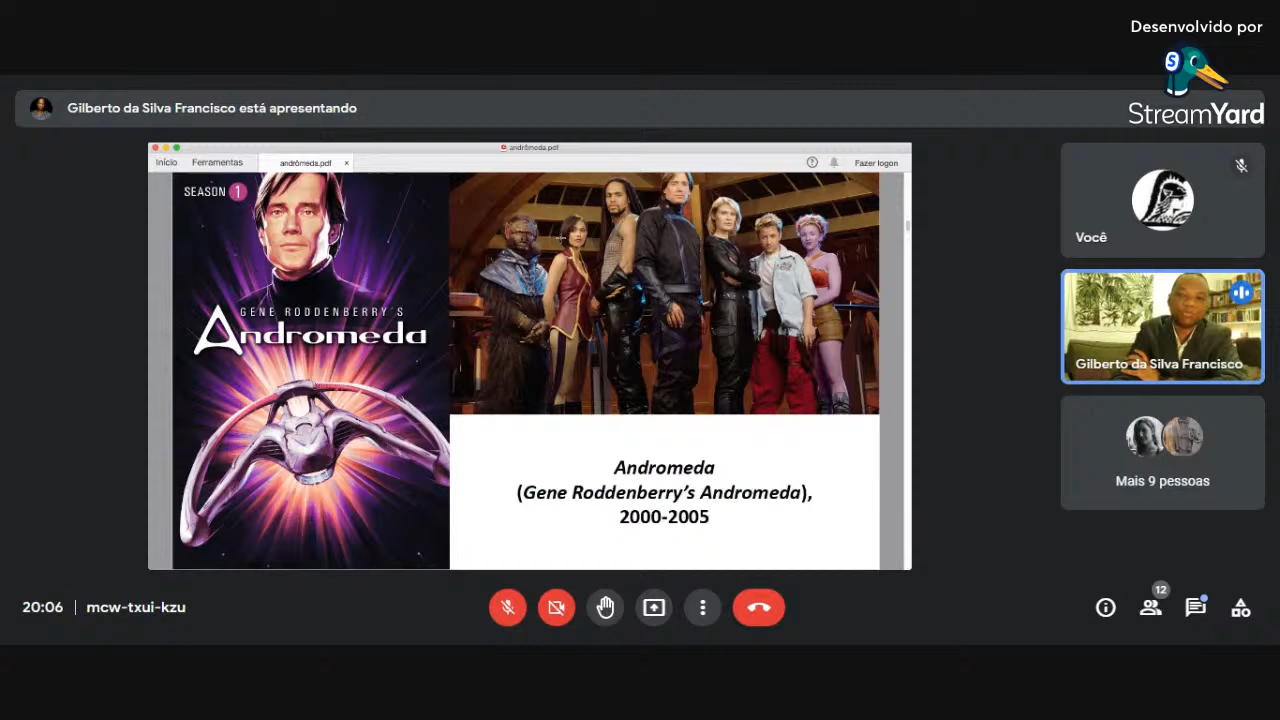 Desenvolvido por
S
StreamYard
Gilberto da Silva Francisco está apresentando
andrômeda.pdf
Início
Ferramentas
andrômeda.pdf
×
Fazer logon
SEASON 1
GENE RODDENBERRY'S
Andromeda
Andromeda
(Gene Roddenberry's Andromeda),
2000-2005
Você
Gilberto da Silva Francisco
Mais 9 pessoas
20:06 | mcw-txui-kzu
12